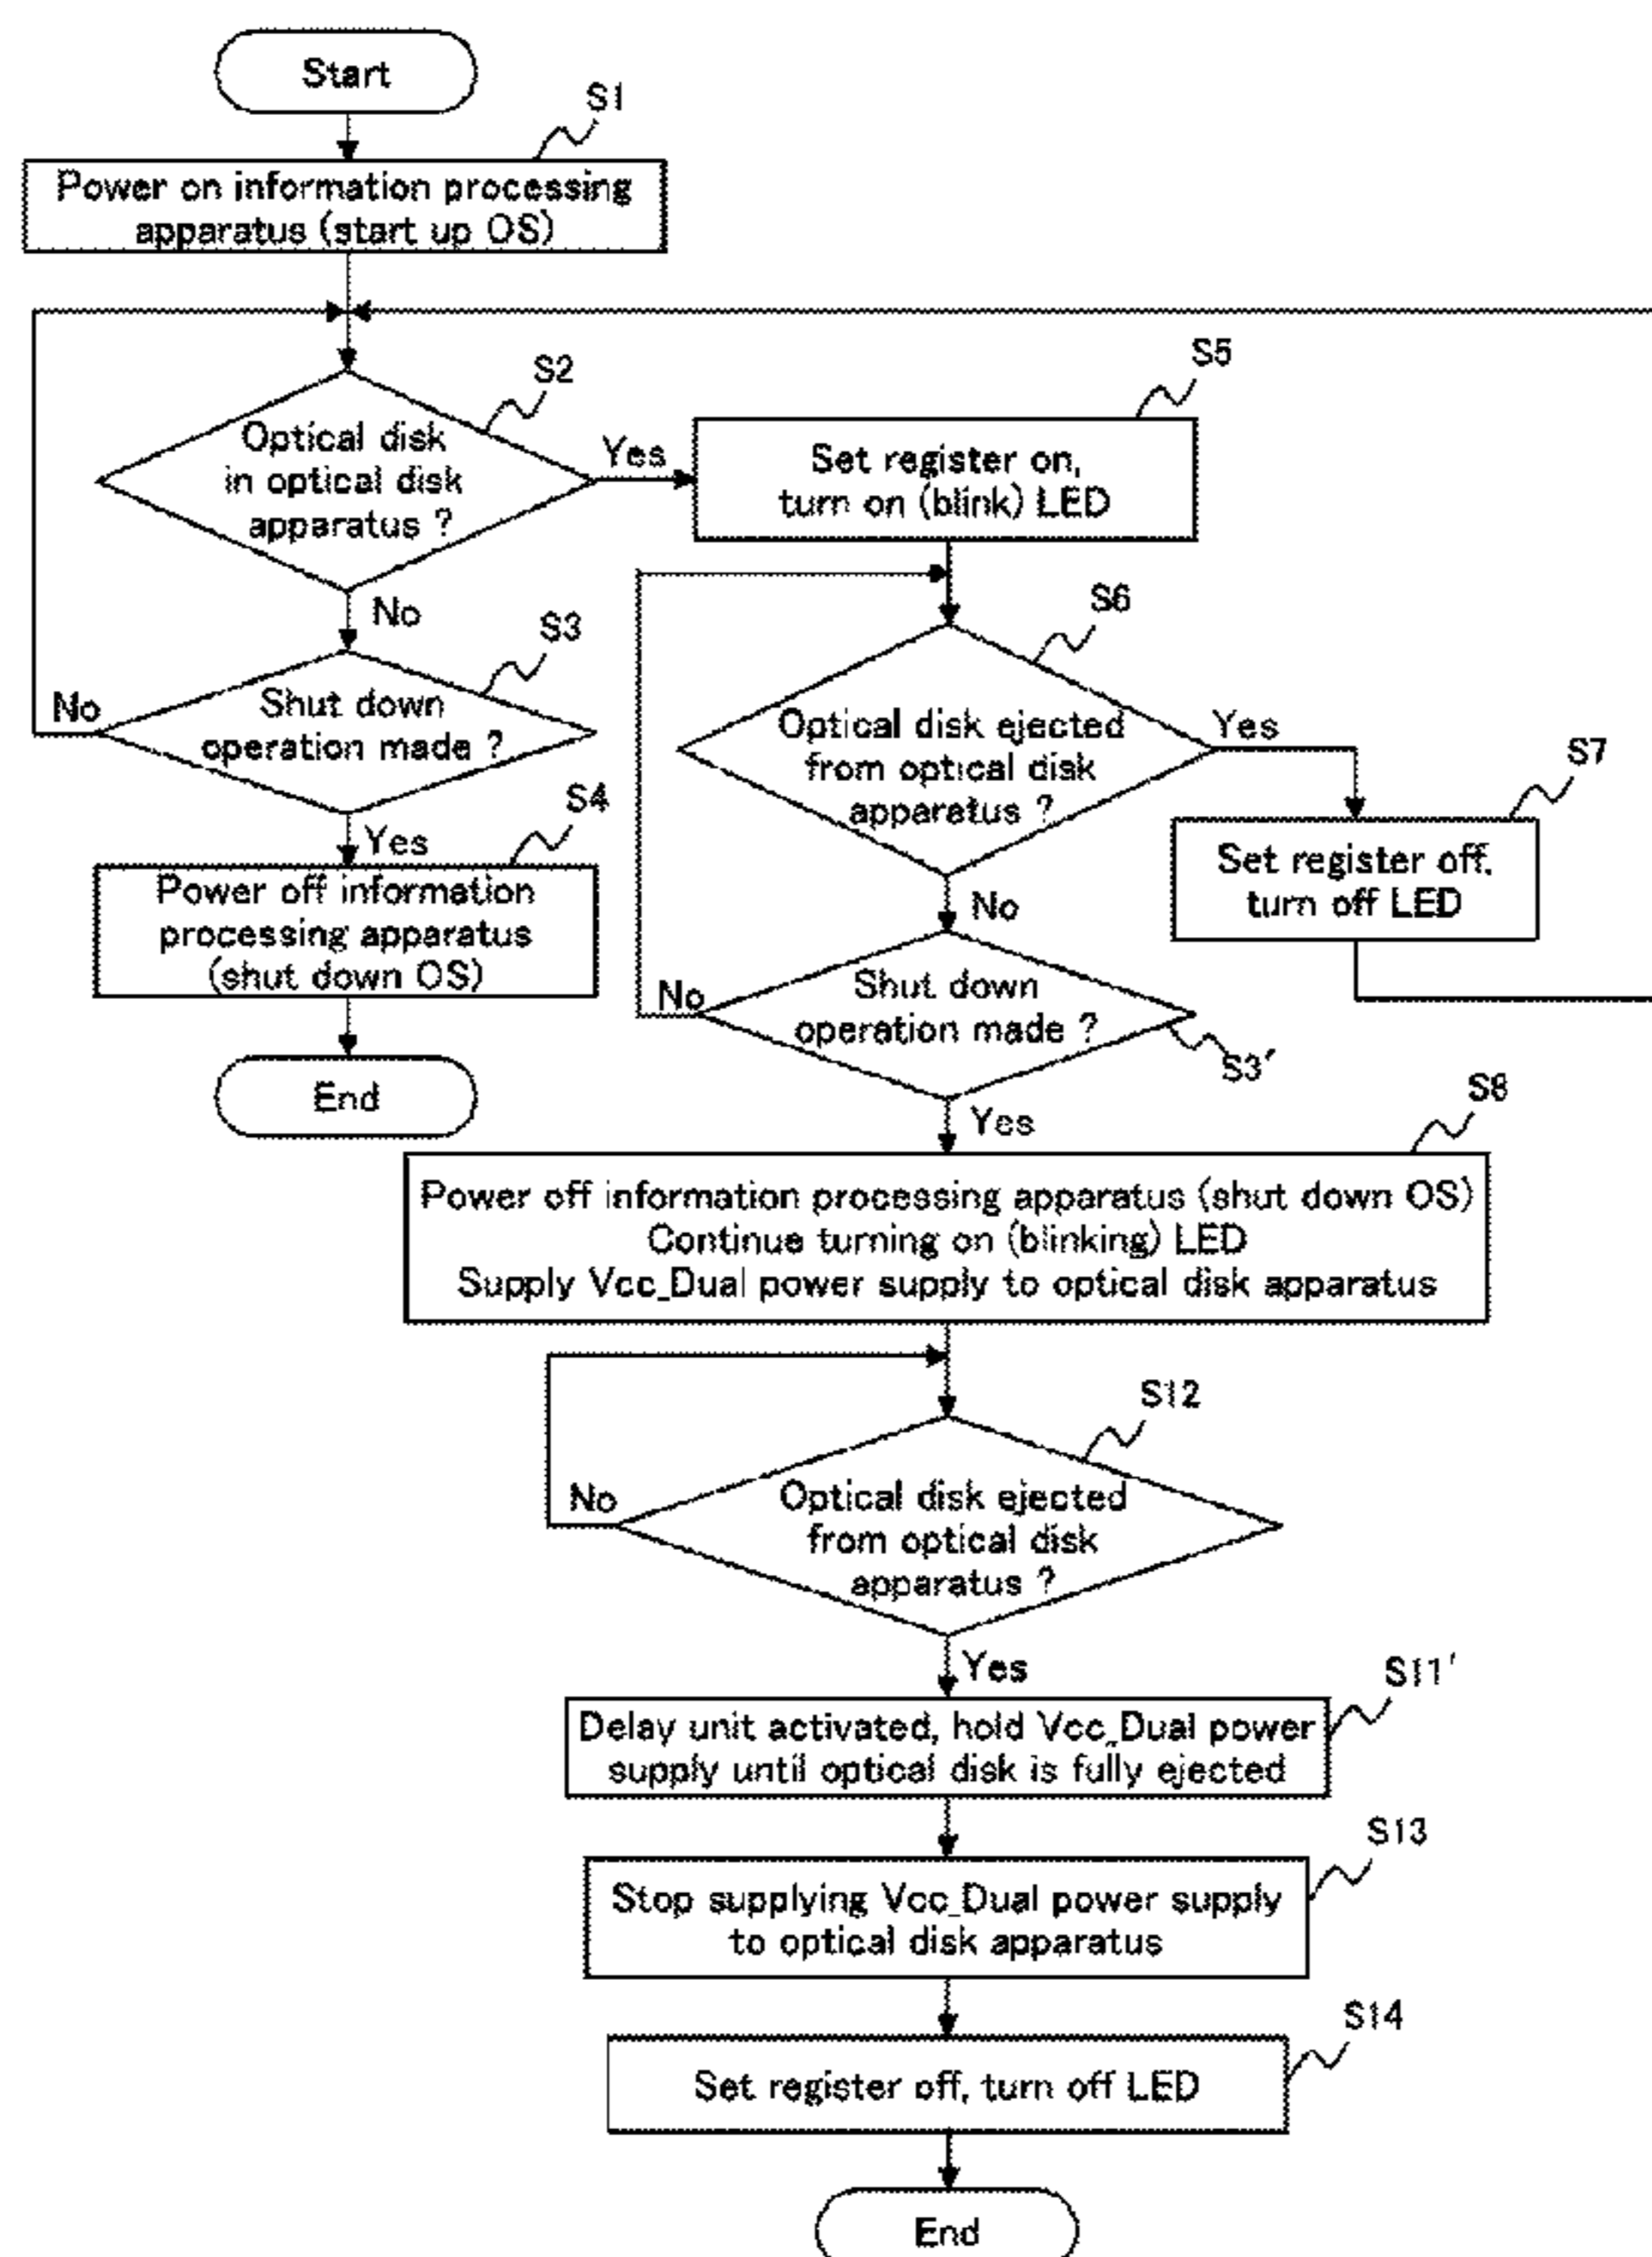 Start
S1
Power on information processing
apparatus (start up OS)
S2
Optical disk
in optical disk
apparatus ?
Yes
No
S5
Set register on,
turn on (blink) LED
S3
Shut down
operation made ?
No
Yes
S4
Power off information
processing apparatus
(shut down OS)
End
S6
Optical disk ejected
from optical disk
apparatus ?
Yes
No
S7
Set register off,
turn off LED
Shut down
operation made ?
No
S3′
Yes
S8
Power off information processing apparatus (shut down OS)
Continue turning on (blinking) LED
Supply Vcc_Dual power supply to optical disk apparatus
S12
Optical disk ejected
from optical disk
apparatus ?
No
Yes
S11′
Delay unit activated, hold Vcc_Dual power
supply until optical disk is fully ejected
S13
Stop supplying Vcc_Dual power supply
to optical disk apparatus
S14
Set register off, turn off LED
End